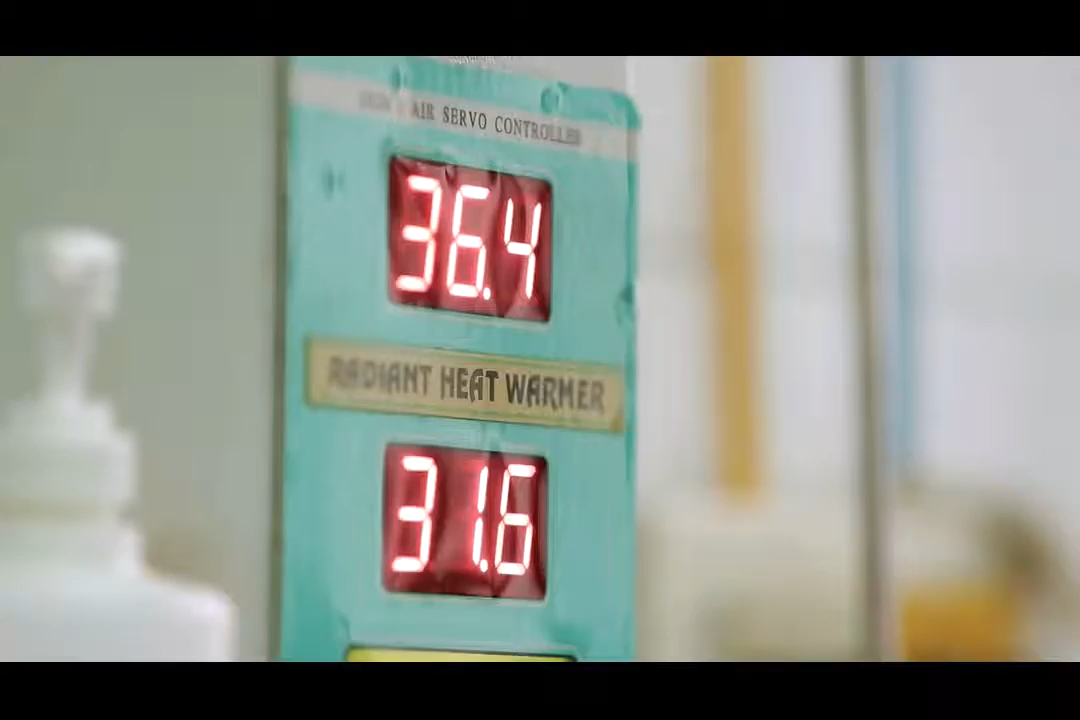 AIR SERVO CONTROLLER
36.4
RADIANT HEAT WARMER
31.6